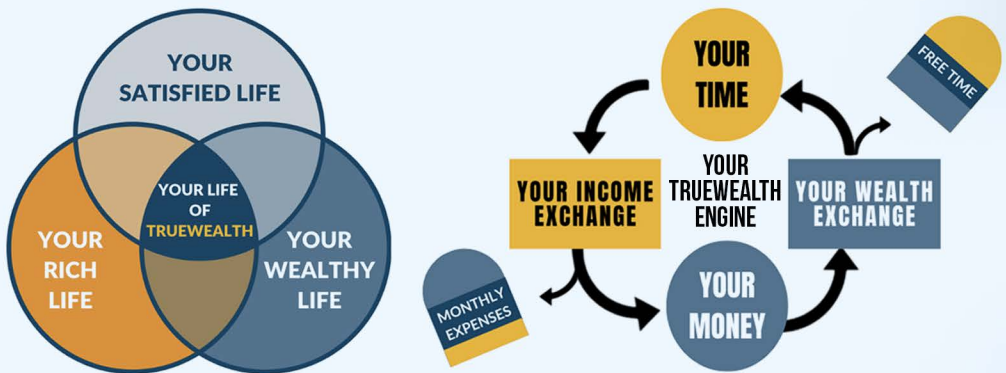 YOUR
SATISFIED LIFE
YOUR LIFE
OF
TRUEWEALTH
YOUR
RICH
LIFE
YOUR
WEALTHY
LIFE
YOUR
TIME
FREE TIME
YOUR INCOME
EXCHANGE
YOUR
TRUEWEALTH
ENGINE
YOUR WEALTH
EXCHANGE
MONTHLY
EXPENSES
YOUR
MONEY